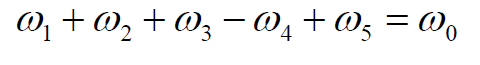 ω₁ + ω₂ + ω₃ − ω₄ + ω₅ = ω₀